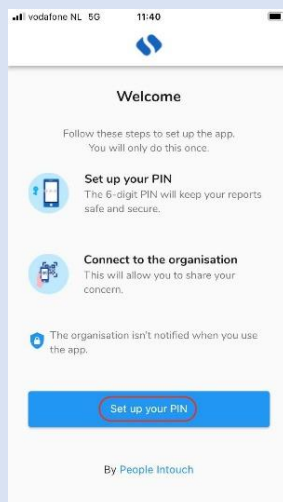 vodafone NL 5G 11:40
Welcome
Follow these steps to set up the app.
You will only do this once.
Set up your PIN
The 6-digit PIN will keep your reports
safe and secure.
Connect to the organisation
This will allow you to share your
concern.
The organisation isn't notified when you use
the app.
Set up your PIN
By People Intouch